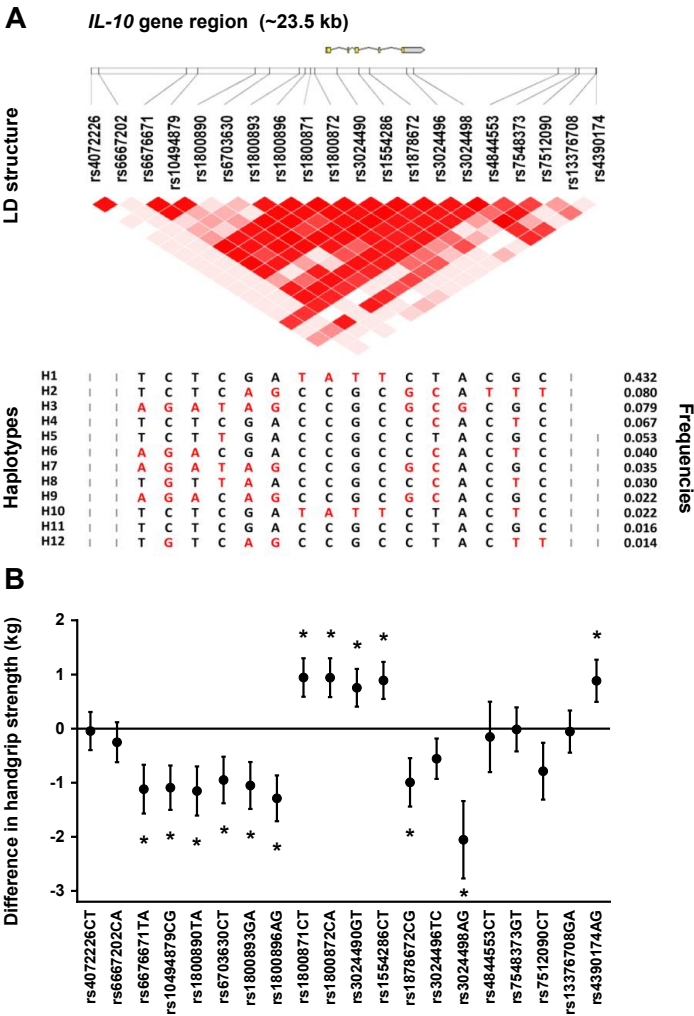 A
IL-10 gene region (~23.5 kb)
LD structure
rs4072226
rs6667202
rs6676671
rs10494879
rs1800890
rs6703630
rs1800893
rs1800896
rs1800871
rs1800872
rs3024490
rs1554286
rs1878672
rs3024496
rs3024498
rs4844553
rs7548373
rs7512090
rs13376708
rs4390174
Haplotypes
Frequencies
H1 | | T C T C G A T A T T C T A C G C | 0.432
H2 | | T C T C A G C C G C G C A T T T | 0.080
H3 | | A G A T A G C C G C G C G C G C | 0.079
H4 | | T C T C G A C C G C C C A C T C | 0.067
H5 | | T C T T G A C C G C C T A C G C | | 0.053
H6 | | A G A C G A C C G C C C A C T C | | 0.040
H7 | | A G A T A G C C G C G C A C G C | | 0.035
H8 | | T G T T A A C C G C C C A C T C | | 0.030
H9 | | A G A C A G C C G C G C A C G C | | 0.022
H10 | | T C T C G A T A T T C T A C T C | | 0.022
H11 | | T C T C G A C C G C C T A C G C | | 0.016
H12 | | T G T C A G C C G C C T A C T T | | 0.014
B
Difference in handgrip strength (kg)
2
1
0
-1
-2
-3
* * * * * * * * * * * * *
rs4072226CT
rs6667202CA
rs6676671TA
rs10494879CG
rs1800890TA
rs6703630CT
rs1800893GA
rs1800896AG
rs1800871CT
rs1800872CA
rs3024490GT
rs1554286CT
rs1878672CG
rs3024496TC
rs3024498AG
rs4844553CT
rs7548373GT
rs7512090CT
rs13376708GA
rs4390174AG